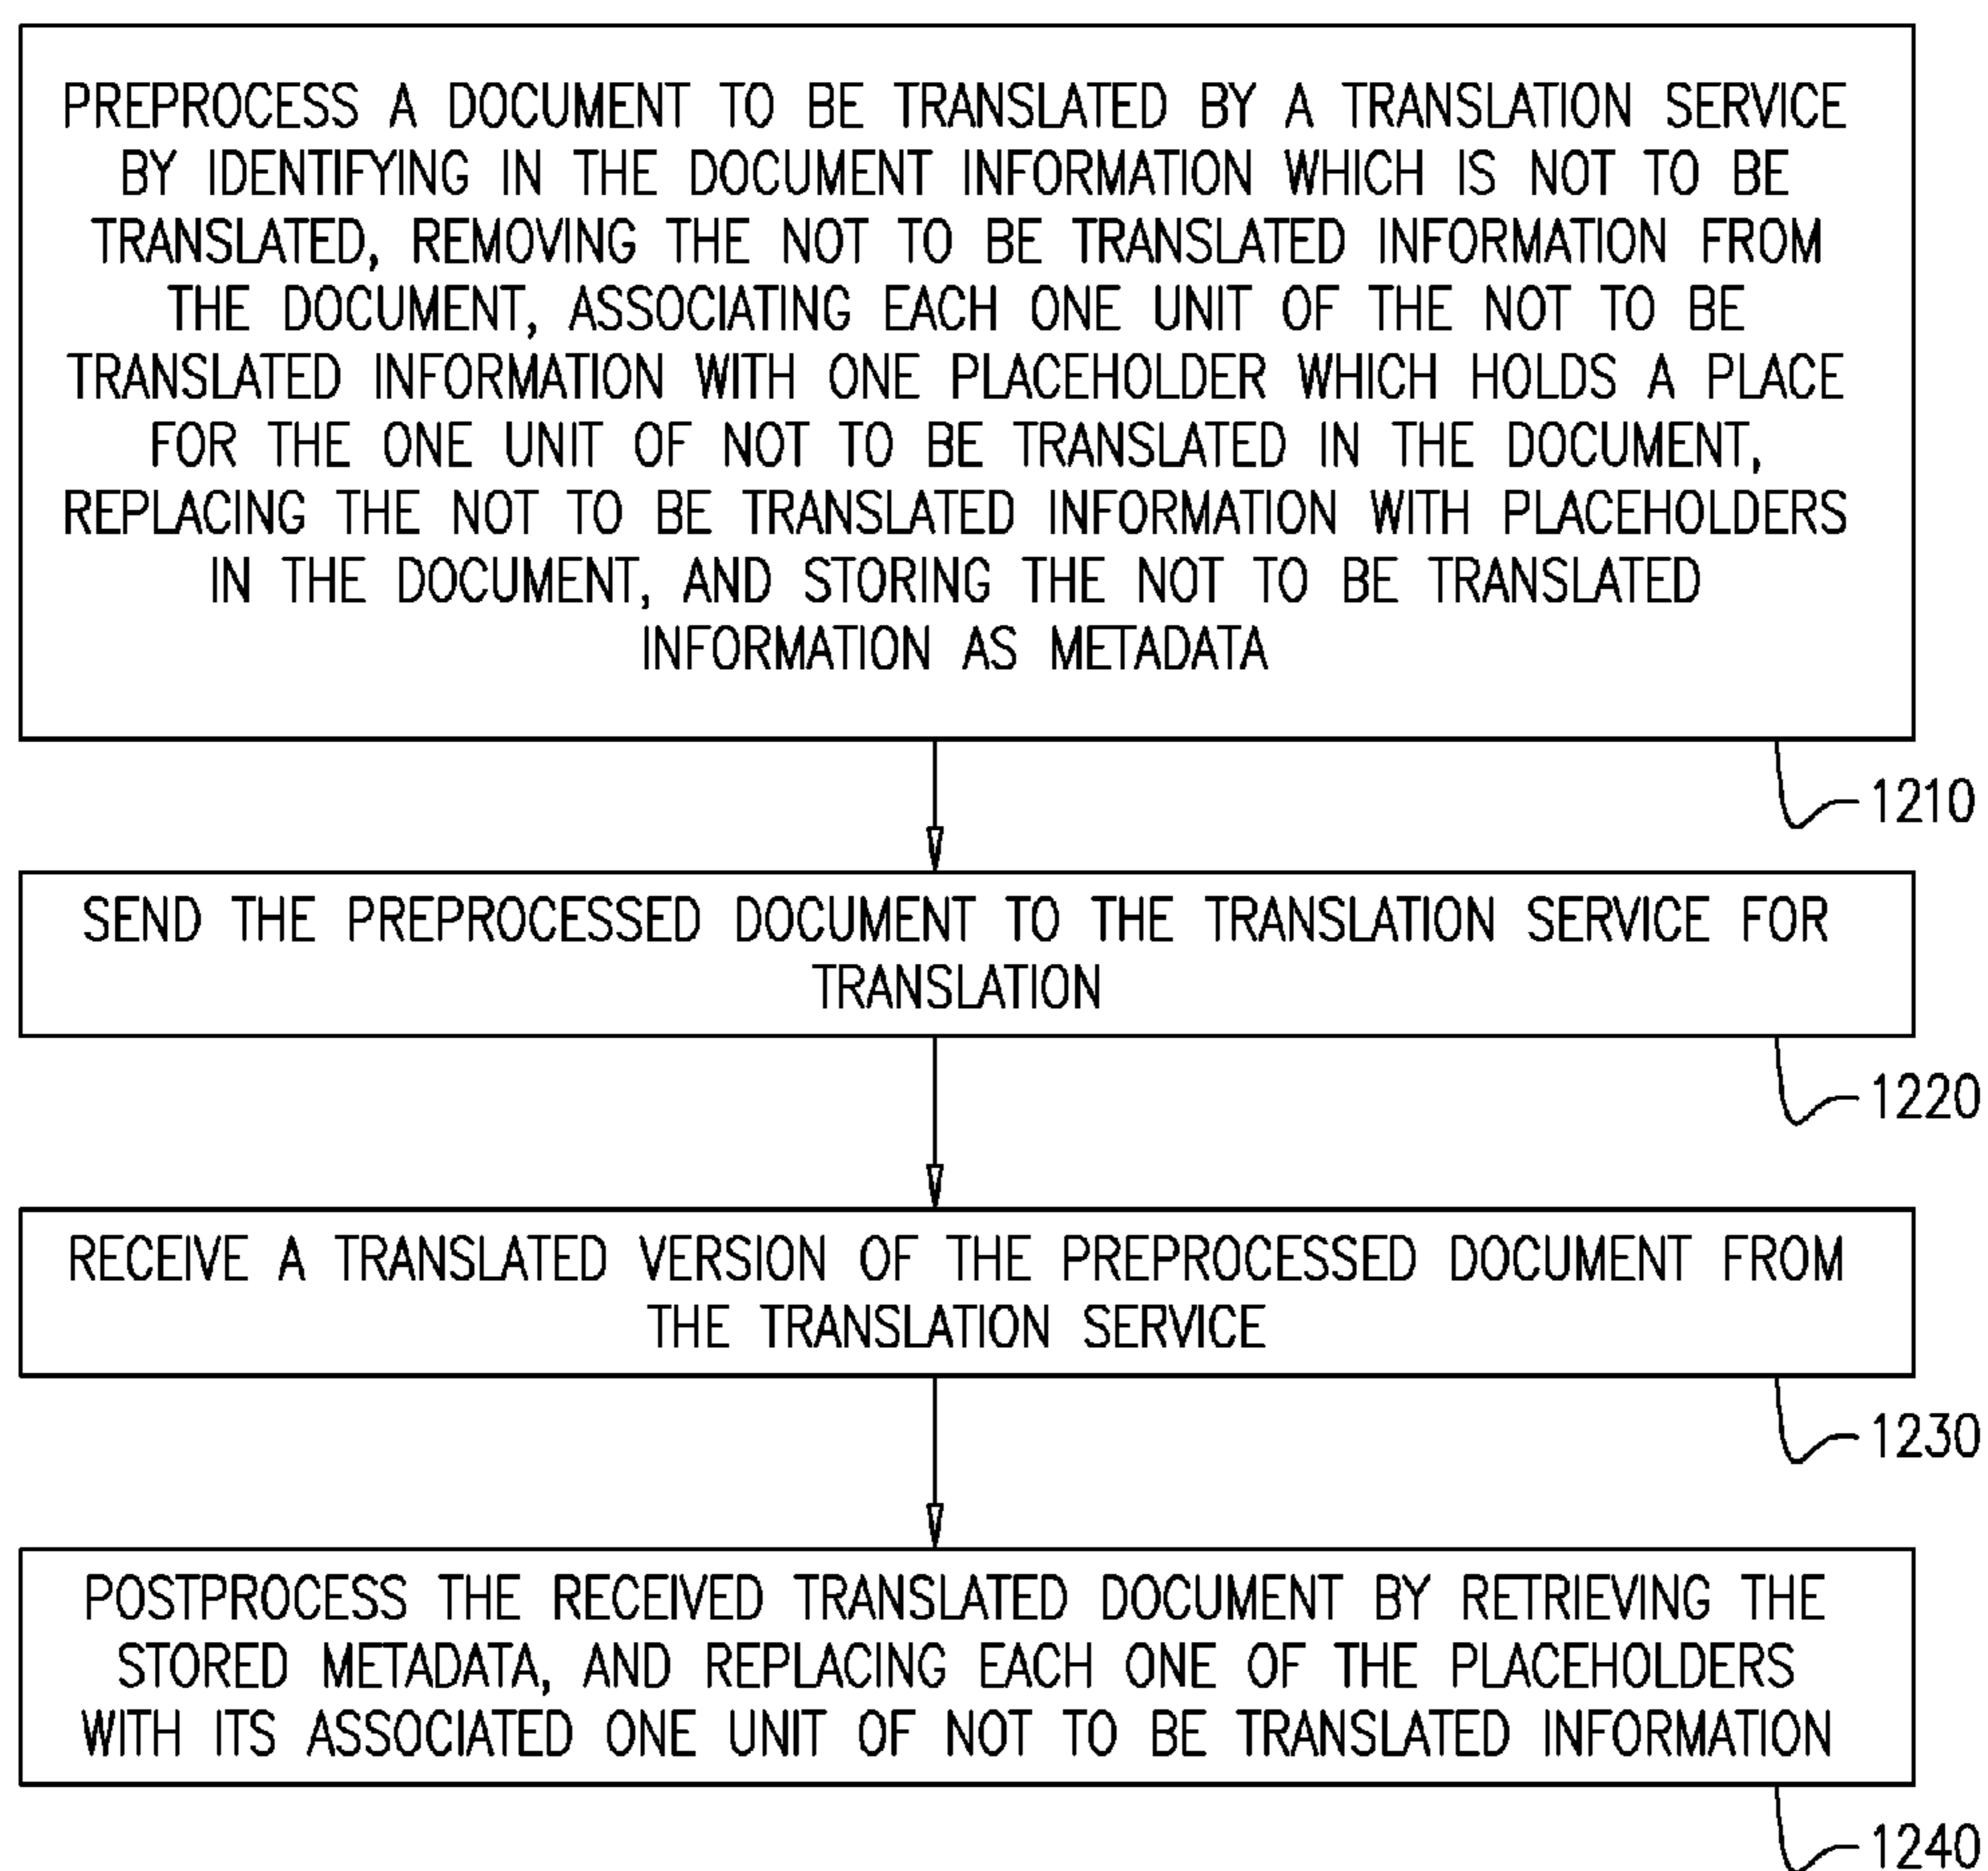 PREPROCESS A DOCUMENT TO BE TRANSLATED BY A TRANSLATION SERVICE
BY IDENTIFYING IN THE DOCUMENT INFORMATION WHICH IS NOT TO BE
TRANSLATED, REMOVING THE NOT TO BE TRANSLATED INFORMATION FROM
THE DOCUMENT, ASSOCIATING EACH ONE UNIT OF THE NOT TO BE
TRANSLATED INFORMATION WITH ONE PLACEHOLDER WHICH HOLDS A PLACE
FOR THE ONE UNIT OF NOT TO BE TRANSLATED IN THE DOCUMENT,
REPLACING THE NOT TO BE TRANSLATED INFORMATION WITH PLACEHOLDERS
IN THE DOCUMENT, AND STORING THE NOT TO BE TRANSLATED
INFORMATION AS METADATA
1210
SEND THE PREPROCESSED DOCUMENT TO THE TRANSLATION SERVICE FOR
TRANSLATION
1220
RECEIVE A TRANSLATED VERSION OF THE PREPROCESSED DOCUMENT FROM
THE TRANSLATION SERVICE
1230
POSTPROCESS THE RECEIVED TRANSLATED DOCUMENT BY RETRIEVING THE
STORED METADATA, AND REPLACING EACH ONE OF THE PLACEHOLDERS
WITH ITS ASSOCIATED ONE UNIT OF NOT TO BE TRANSLATED INFORMATION
1240